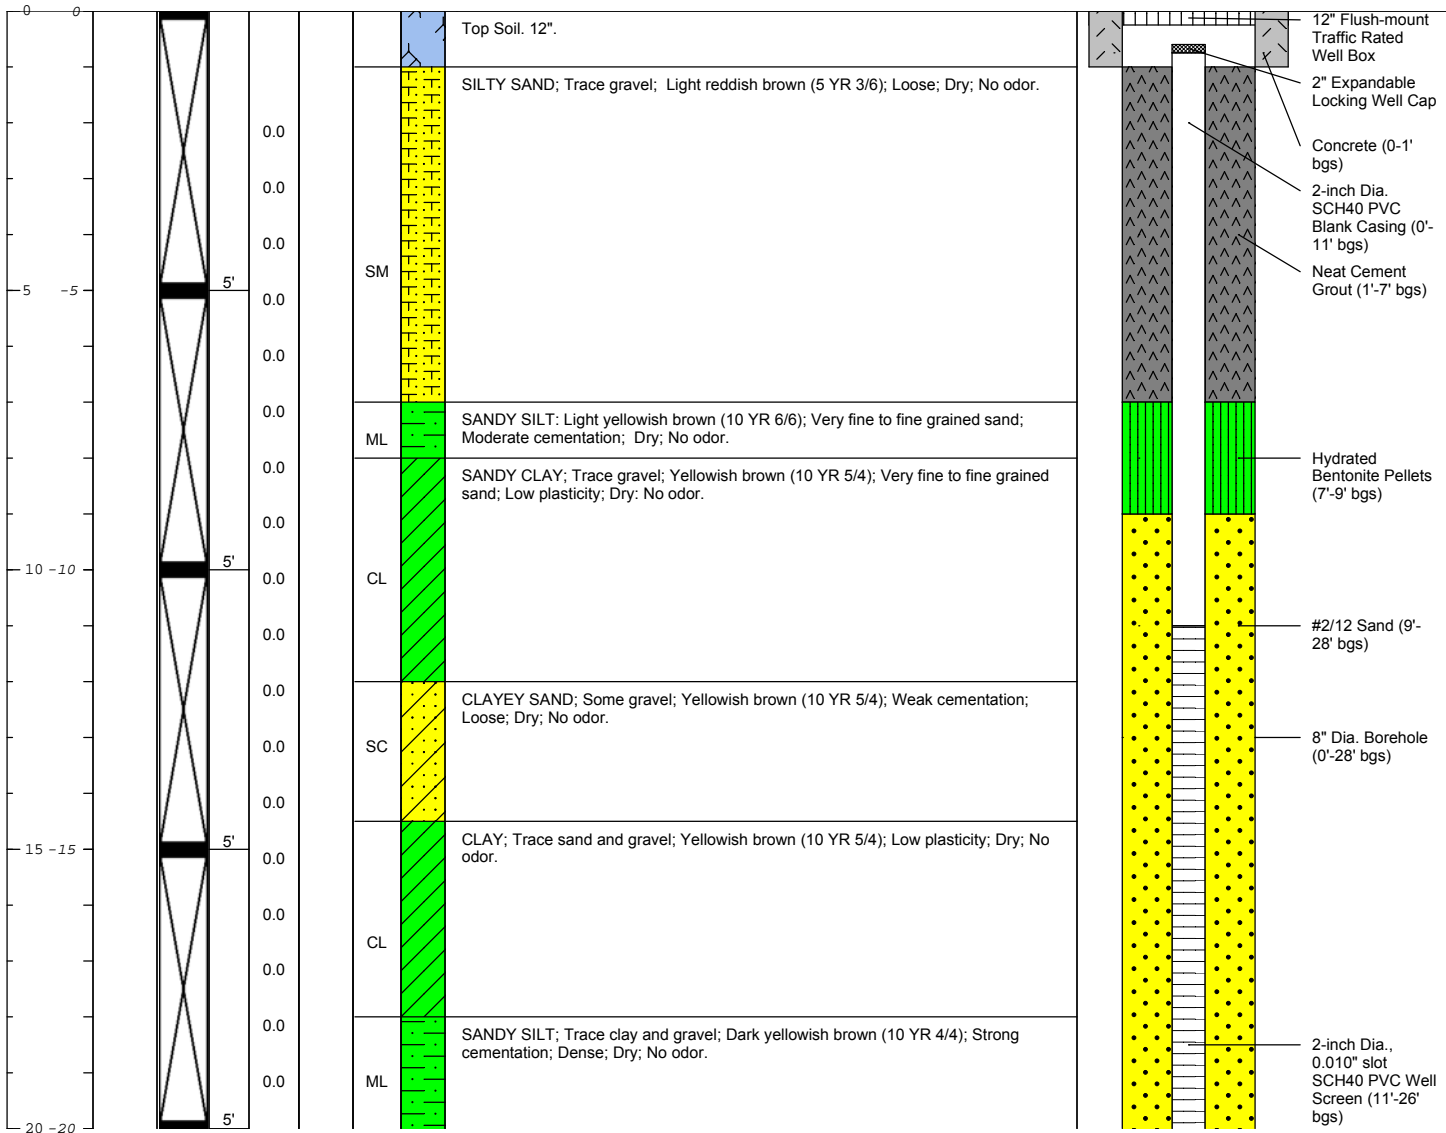 0 0
Top Soil. 12".
12" Flush-mount
Traffic Rated
Well Box
SILTY SAND; Trace gravel; Light reddish brown (5 YR 3/6); Loose; Dry; No odor.
2" Expandable
Locking Well Cap
0.0
Concrete (0-1'
bgs)
0.0
2-inch Dia.
SCH40 PVC
Blank Casing (0'-
11' bgs)
0.0
SM
Neat Cement
Grout (1'-7' bgs)
5'
5 -5
0.0
0.0
0.0
ML
SANDY SILT: Light yellowish brown (10 YR 6/6); Very fine to fine grained sand;
Moderate cementation; Dry; No odor.
0.0
Hydrated
Bentonite Pellets
(7'-9' bgs)
SANDY CLAY; Trace gravel; Yellowish brown (10 YR 5/4); Very fine to fine grained
sand; Low plasticity; Dry: No odor.
0.0
5'
10 -10
0.0
CL
0.0
#2/12 Sand (9'-
28' bgs)
0.0
CLAYEY SAND; Some gravel; Yellowish brown (10 YR 5/4); Weak cementation;
Loose; Dry; No odor.
0.0
SC
8" Dia. Borehole
(0'-28' bgs)
0.0
5'
15 -15
CLAY; Trace sand and gravel; Yellowish brown (10 YR 5/4); Low plasticity; Dry; No
odor.
0.0
0.0
CL
0.0
0.0
SANDY SILT; Trace clay and gravel; Dark yellowish brown (10 YR 4/4); Strong
cementation; Dense; Dry; No odor.
2-inch Dia.,
0.010" slot
SCH40 PVC Well
Screen (11'-26'
bgs)
0.0
ML
5'
20 -20